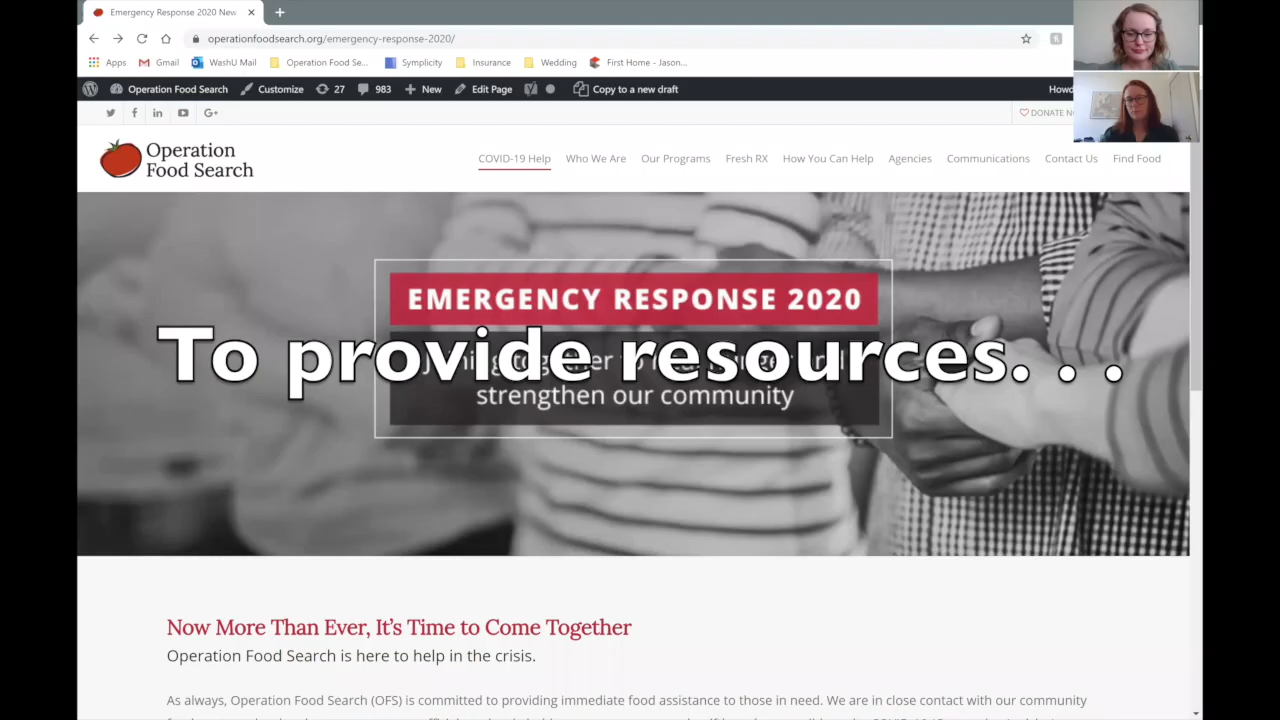 Emergency Response 2020 New
operationfoodsearch.org/emergency-response-2020/
Apps Gmail WashU Mail Operation Food Se... Symplicity Insurance Wedding First Home - Jason...
Operation Food Search Customize 27 983 New Edit Page Copy to a new draft Howd
G+ DONATE N
Operation
Food Search
COVID-19 Help Who We Are Our Programs Fresh RX How You Can Help Agencies Communications Contact Us Find Food
EMERGENCY RESPONSE 2020
To provide resources. . .
strengthen our community
Now More Than Ever, It's Time to Come Together
Operation Food Search is here to help in the crisis.
As always, Operation Food Search (OFS) is committed to providing immediate food assistance to those in need. We are in close contact with our community